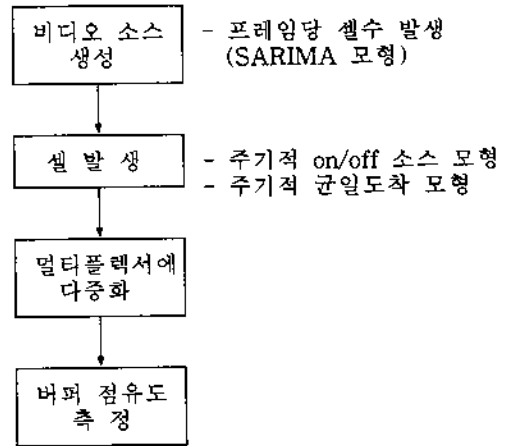 비디오 소스
생성
- 프레임당 셀수 발생
(SARIMA 모형)
셀 발 생
- 주기적 on/off 소스 모형
- 주기적 균일도착 모형
멀티플렉서에
다중화
버퍼 점유도
측 정